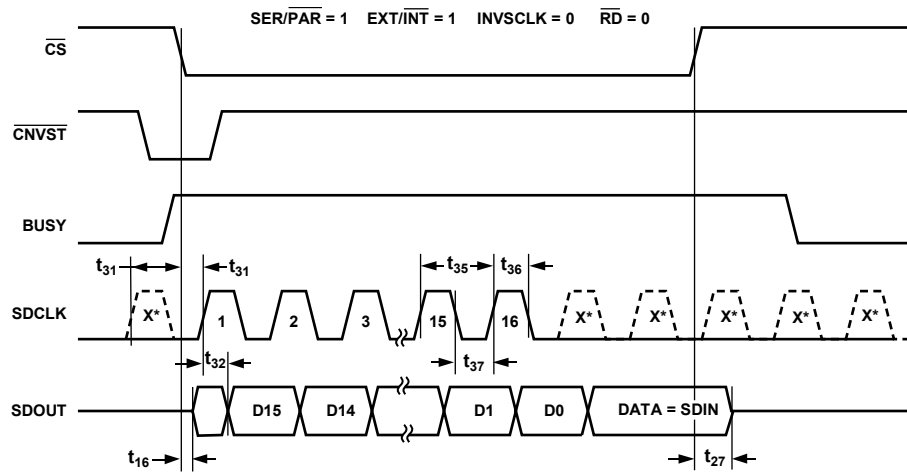 SER/PAR = 1 EXT/INT = 1 INVSCLK = 0 RD = 0
CS
CNVST
BUSY
t31 t31 t35 t36
SDCLK X* 1 2 3 15 16 X* X* X* X* X*
t32 t37
SDOUT D15 D14 D1 D0 DATA = SDIN
t16 t27